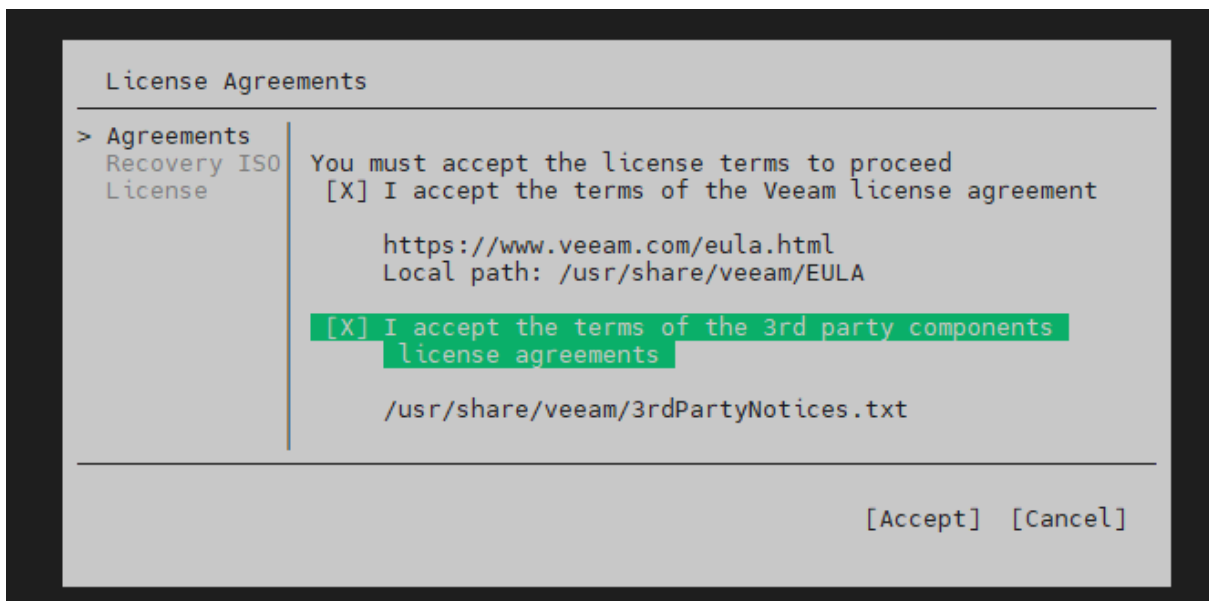 License Agreements
> Agreements
Recovery ISO
License
You must accept the license terms to proceed
[X] I accept the terms of the Veeam license agreement
https://www.veeam.com/eula.html
Local path: /usr/share/veeam/EULA
[X] I accept the terms of the 3rd party components
license agreements
/usr/share/veeam/3rdPartyNotices.txt
[Accept] [Cancel]